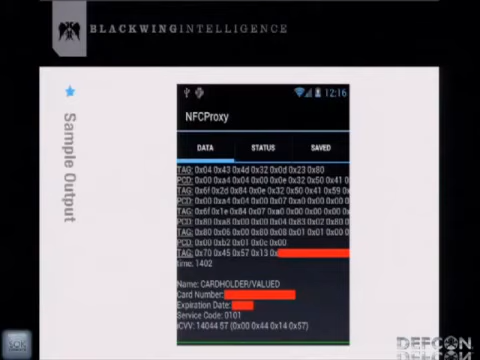 BLACKWINGINTELLIGENCE
Sample Output
12:16
NFCProxy
DATA STATUS SAVED
TAG: 0x04 0x43 0x4d 0x32 0x0d 0x23 0x80
PCD: 0x00 0xa4 0x04 0x00 0x0e 0x32 0x50 0x41
TAG: 0x6f 0x2d 0x84 0x0e 0x32 0x50 0x41 0x59
PCD: 0x00 0xa4 0x04 0x00 0x07 0xa0 0x00 0x00
TAG: 0x6f 0x1e 0x84 0x07 0xa0 0x00 0x00 0x00
PCD: 0x80 0xa8 0x00 0x00 0x04 0x83 0x02 0x80
TAG: 0x80 0x06 0x00 0x80 0x08 0x01 0x01 0x00
PCD: 0x00 0xb2 0x01 0x0c 0x00
TAG: 0x70 0x45 0x57 0x13
time: 1402
Name: CARDHOLDER/VALUED
Card Number:
Expiration Date:
Service Code: 0101
iCVV: 14044 57 (0x00 0x44 0x14 0x57)
DEFCON